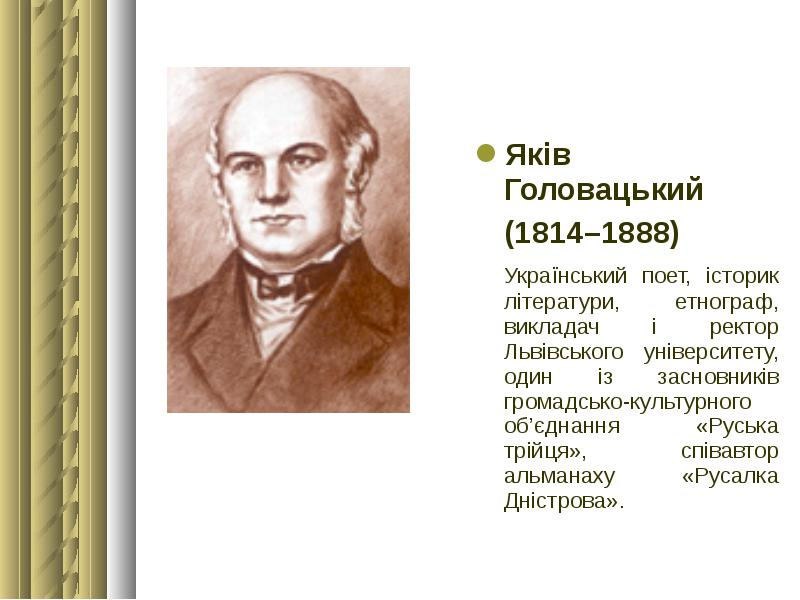 Яків
Головацький
(1814–1888)
Український поет, історик
літератури, етнограф,
викладач і ректор
Львівського університету,
один із засновників
громадсько-культурного
об’єднання «Руська
трійця», співавтор
альманаху «Русалка
Дністрова».